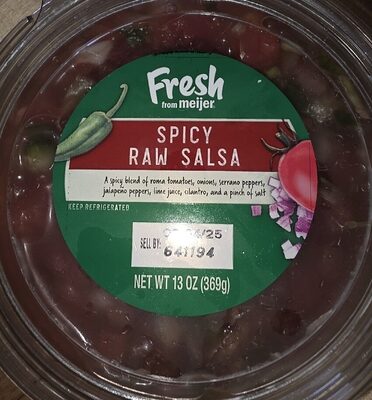 Fresh
from meijer
SPICY
RAW SALSA
A spicy blend of roma tomatoes, onions, serrano peppers,
jalapeño peppers, lime juice, cilantro, and a pinch of salt
KEEP REFRIGERATED
SELL BY:
641194
NET WT 13 OZ (369g)